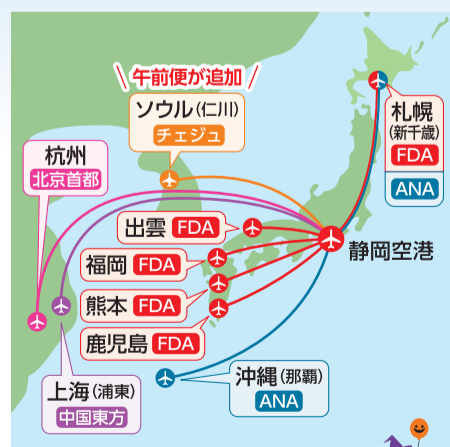 午前便が追加
ソウル(仁川)
チェジュ
札幌
(新千歳)
FDA
ANA
杭州
北京首都
出雲 FDA
福岡 FDA
熊本 FDA
鹿児島 FDA
静岡空港
上海(浦東)
中国東方
沖縄(那覇)
ANA